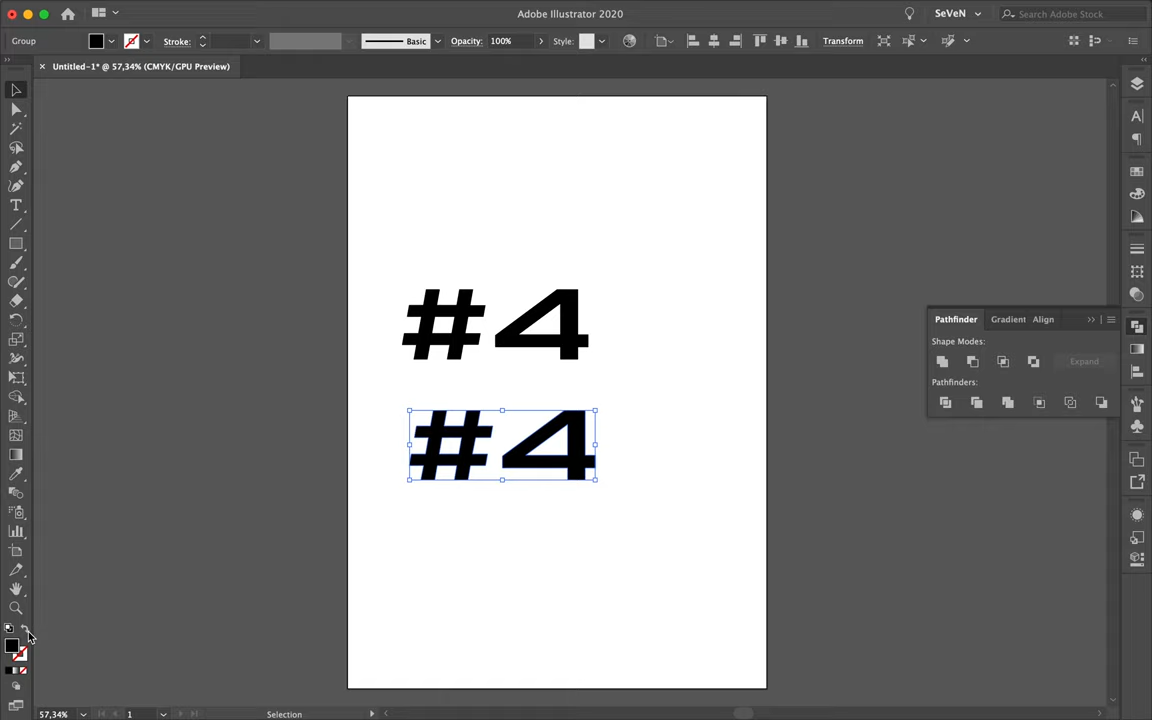 Adobe Illustrator 2020
SeVeN
Search Adobe Stock
Group
Stroke:
Basic
Opacity: 100%
Style:
Transform
× Untitled-1* @ 57,34% (CMYK/GPU Preview)
#4
#4
Pathfinder Gradient Align
Shape Modes:
Expand
Pathfinders:
57,34%
1
Selection